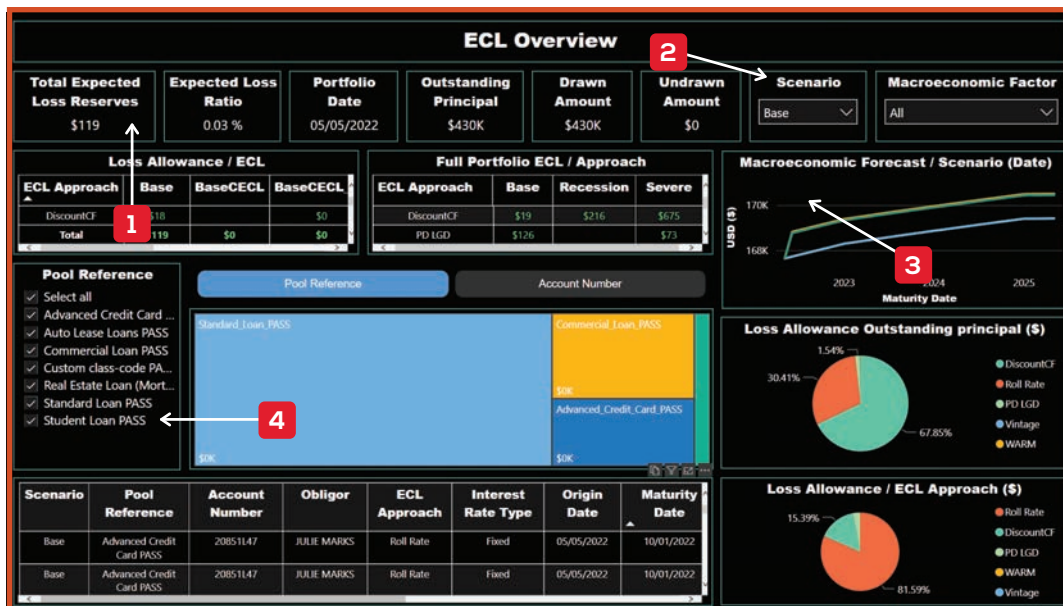 ECL Overview
2
Total Expected
Loss Reserves
$119
Expected Loss
Ratio
0.03 %
Portfolio
Date
05/05/2022
Outstanding
Principal
$430K
Drawn
Amount
$430K
Undrawn
Amount
$0
Scenario
Base
Macroeconomic Factor
All
Loss Allowance / ECL
ECL Approach Base BaseCECL BaseCECL
DiscountCF $18 $0
Total 119 $0 $0
1
Full Portfolio ECL / Approach
ECL Approach Base Recession Severe
DiscountCF $19 $216 $675
PD LGD $126 $73
Macroeconomic Forecast / Scenario (Date)
USD ($)
170K
168K
3
2023 2024 2025
Maturity Date
Pool Reference
Select all
Advanced Credit Card ...
Auto Lease Loans PASS
Commercial Loan PASS
Custom class-code PA...
Real Estate Loan (Mort...
Standard Loan PASS
Student Loan PASS
4
Pool Reference
Account Number
Standard_Loan_PASS
$0K
Commercial_Loan_PASS
$0K
Advanced_Credit_Card_PASS
$0K
Loss Allowance Outstanding principal ($)
1.54%
30.41%
67.85%
DiscountCF
Roll Rate
PD LGD
Vintage
WARM
Scenario Pool Reference Account Number Obligor ECL Approach Interest Rate Type Origin Date Maturity Date
Base Advanced Credit Card PASS 20851L47 JULIE MARKS Roll Rate Fixed 05/05/2022 10/01/2022
Base Advanced Credit Card PASS 20851L47 JULIE MARKS Roll Rate Fixed 05/05/2022 10/01/2022
Loss Allowance / ECL Approach ($)
15.39%
81.59%
Roll Rate
DiscountCF
PD LGD
WARM
Vintage